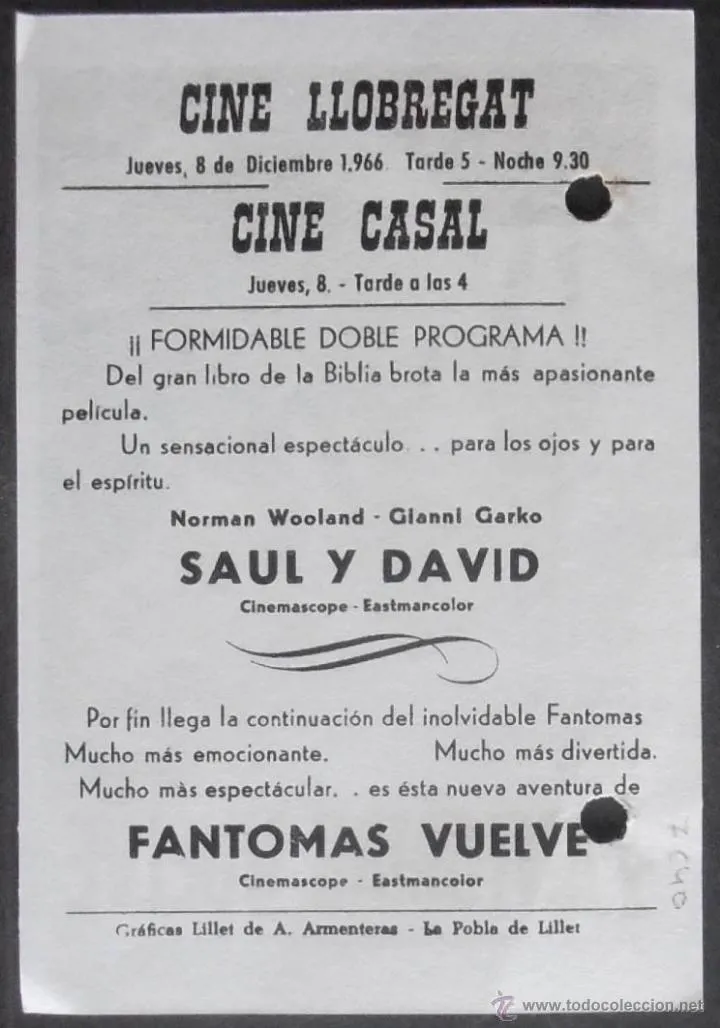 CINE LLOBREGAT
Jueves, 8 de Diciembre 1.966 Tarde 5 - Noche 9.30
CINE CASAL
Jueves, 8. - Tarde a las 4
¡¡ FORMIDABLE DOBLE PROGRAMA !!
Del gran libro de la Biblia brota la más apasionante
película.
Un sensacional espectáculo . . . para los ojos y para
el espíritu.
Norman Wooland - Gianni Garko
SAUL Y DAVID
Cinemascope - Eastmancolor
Por fin llega la continuación del inolvidable Fantomas
Mucho más emocionante. Mucho más divertida.
Mucho màs espectácular. . . es ésta nueva aventura de
FANTOMAS VUELVE
Cinemascope - Eastmancolor
Gráficas Lillet de A. Armenteras - La Pobla de Lillet
www.todocoleccion.net